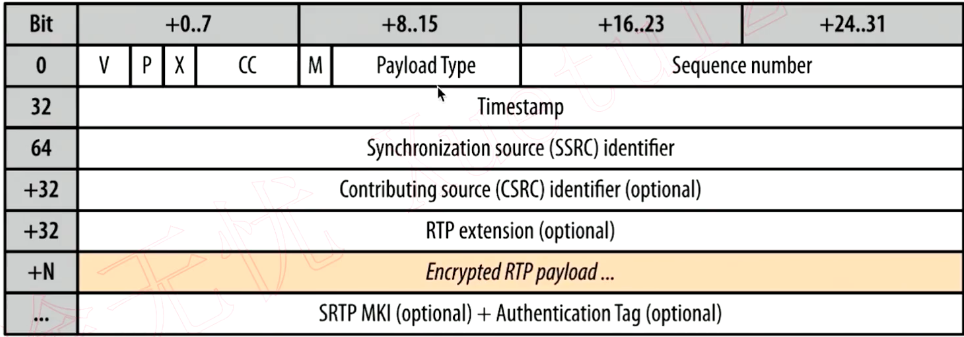 Bit +0..7 +8..15 +16..23 +24..31
0 V P X CC M Payload Type Sequence number
32 Timestamp
64 Synchronization source (SSRC) identifier
+32 Contributing source (CSRC) identifier (optional)
+32 RTP extension (optional)
+N Encrypted RTP payload ...
... SRTP MKI (optional) + Authentication Tag (optional)